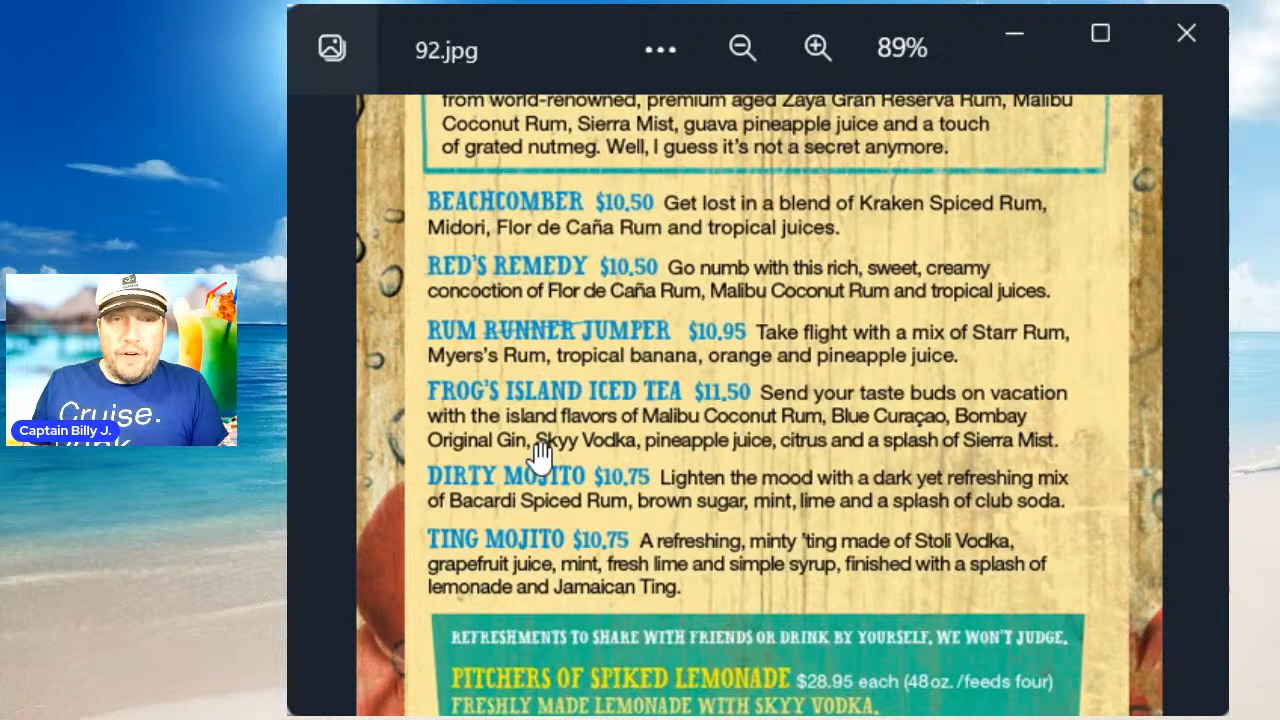 92.jpg
89%
from world-renowned, premium aged Zaya Gran Reserva Rum, Malibu
Coconut Rum, Sierra Mist, guava pineapple juice and a touch
of grated nutmeg. Well, I guess it's not a secret anymore.
BEACHCOMBER $10.50 Get lost in a blend of Kraken Spiced Rum,
Midori, Flor de Caña Rum and tropical juices.
RED'S REMEDY $10.50 Go numb with this rich, sweet, creamy
concoction of Flor de Caña Rum, Malibu Coconut Rum and tropical juices.
RUM RUNNER JUMPER $10.95 Take flight with a mix of Starr Rum,
Myers's Rum, tropical banana, orange and pineapple juice.
FROG'S ISLAND ICED TEA $11.50 Send your taste buds on vacation
with the island flavors of Malibu Coconut Rum, Blue Curaçao, Bombay
Original Gin, Skyy Vodka, pineapple juice, citrus and a splash of Sierra Mist.
DIRTY MOJITO $10.75 Lighten the mood with a dark yet refreshing mix
of Bacardi Spiced Rum, brown sugar, mint, lime and a splash of club soda.
TING MOJITO $10.75 A refreshing, minty 'ting made of Stoli Vodka,
grapefruit juice, mint, fresh lime and simple syrup, finished with a splash of
lemonade and Jamaican Ting.
REFRESHMENTS TO SHARE WITH FRIENDS OR DRINK BY YOURSELF, WE WON'T JUDGE.
PITCHERS OF SPIKED LEMONADE $28.95 each (48oz./feeds four)
FRESHLY MADE LEMONADE WITH SKYY VODKA.
Cruise.
Captain Billy J.